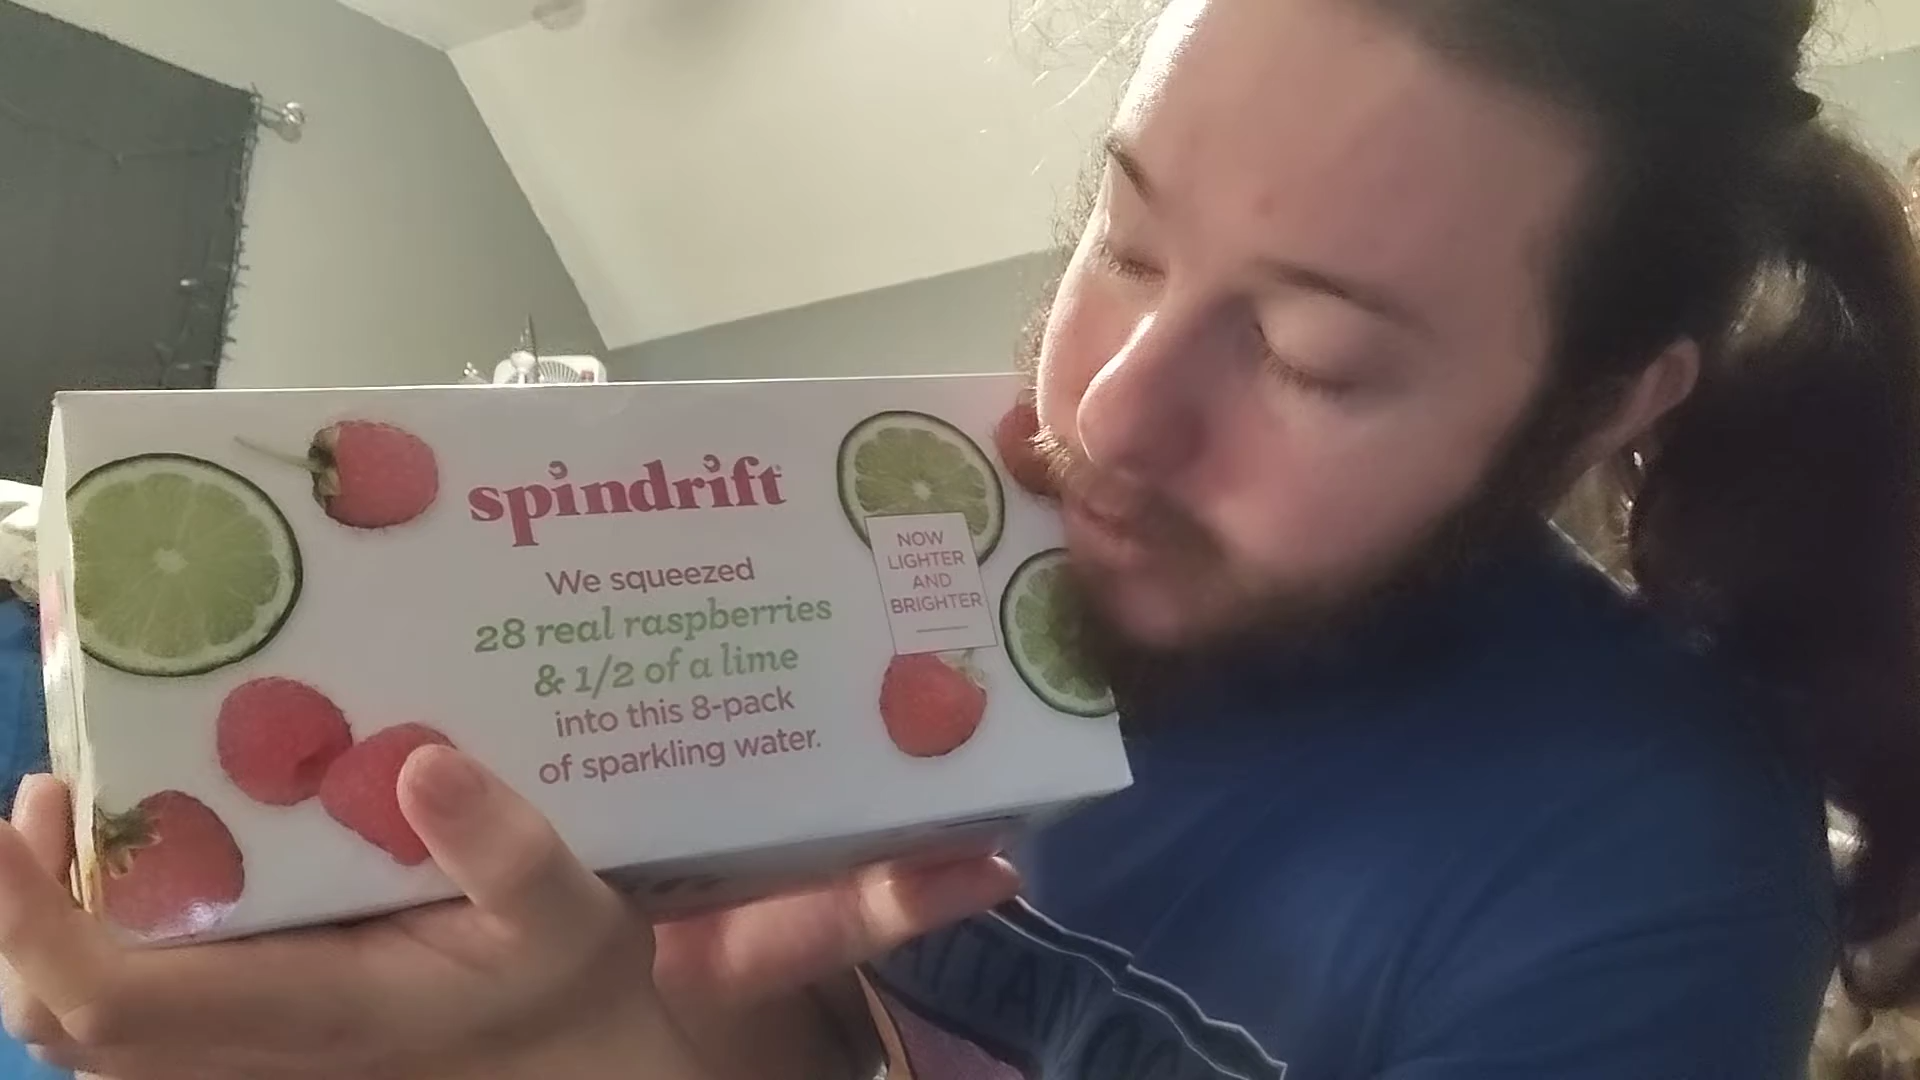 spindrift
We squeezed
28 real raspberries
& 1/2 of a lime
into this 8-pack
of sparkling water.
NOW
LIGHTER
AND
BRIGHTER